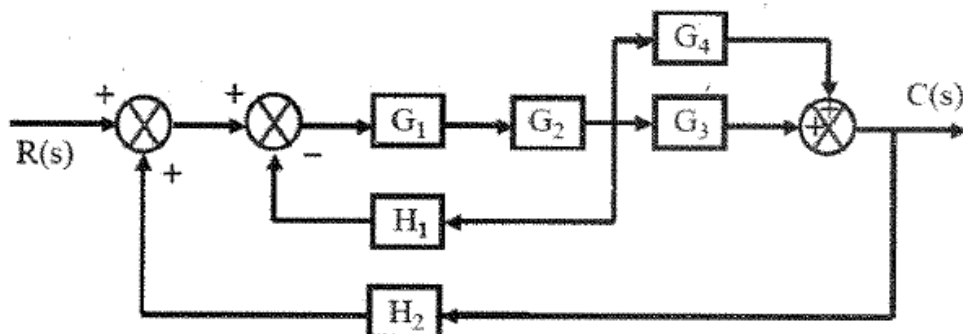 G₄
+ + C(s)
G₁ G₂ G₃ + +
R(s) + −
H₁
H₂